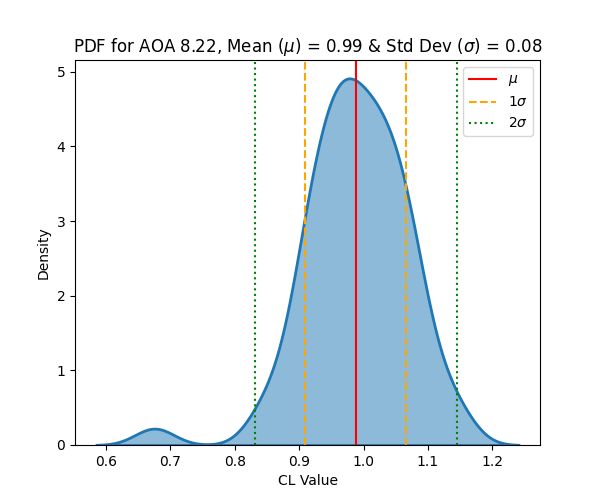 PDF for AOA 8.22, Mean (μ) = 0.99 & Std Dev (σ) = 0.08
μ
1σ
2σ
5
4
3
2
1
0
Density
0.6 0.7 0.8 0.9 1.0 1.1 1.2
CL Value